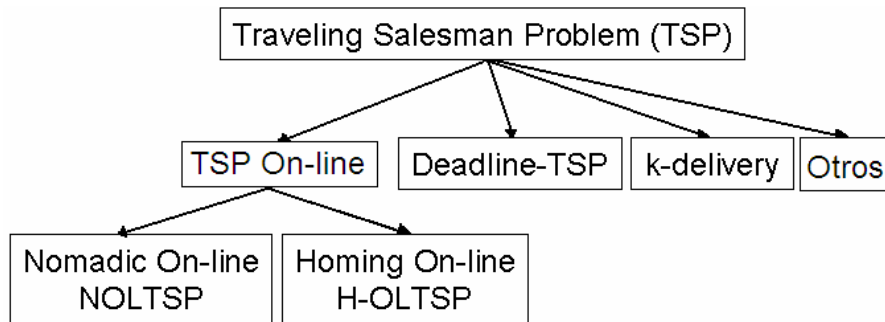 Traveling Salesman Problem (TSP)
TSP On-line
Deadline-TSP
k-delivery
Otros
Nomadic On-line
NOLTSP
Homing On-line
H-OLTSP